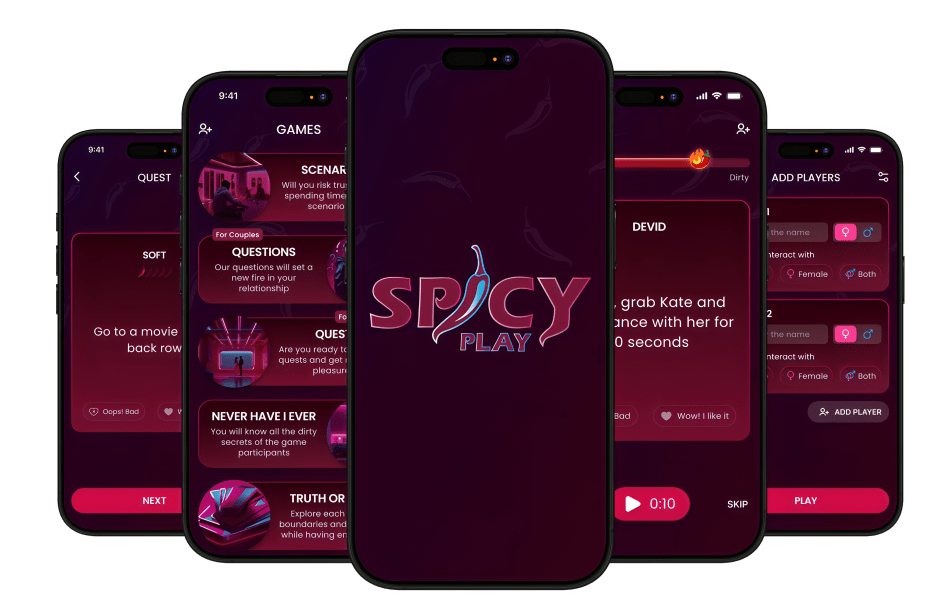 9:41
QUEST
SOFT
Go to a movie
back row
Oops! Bad
NEXT
9:41
GAMES
SCENAR
Will you risk trus
spending time
scenario
For Couples
QUESTIONS
Our questions will set a
new fire in your
relationship
Fo
QUEST
Are you ready to
quests and get
pleasure
NEVER HAVE I EVER
You will know all the dirty
secrets of the game
participants
TRUTH OR
Explore each
boundaries and
while having en
SPICY
PLAY
Dirty
DEVID
, grab Kate and
ance with her for
0 seconds
Bad
Wow! I like it
0:10
SKIP
ADD PLAYERS
1
the name
nteract with
Female
Both
2
the name
nteract with
Female
Both
ADD PLAYER
PLAY